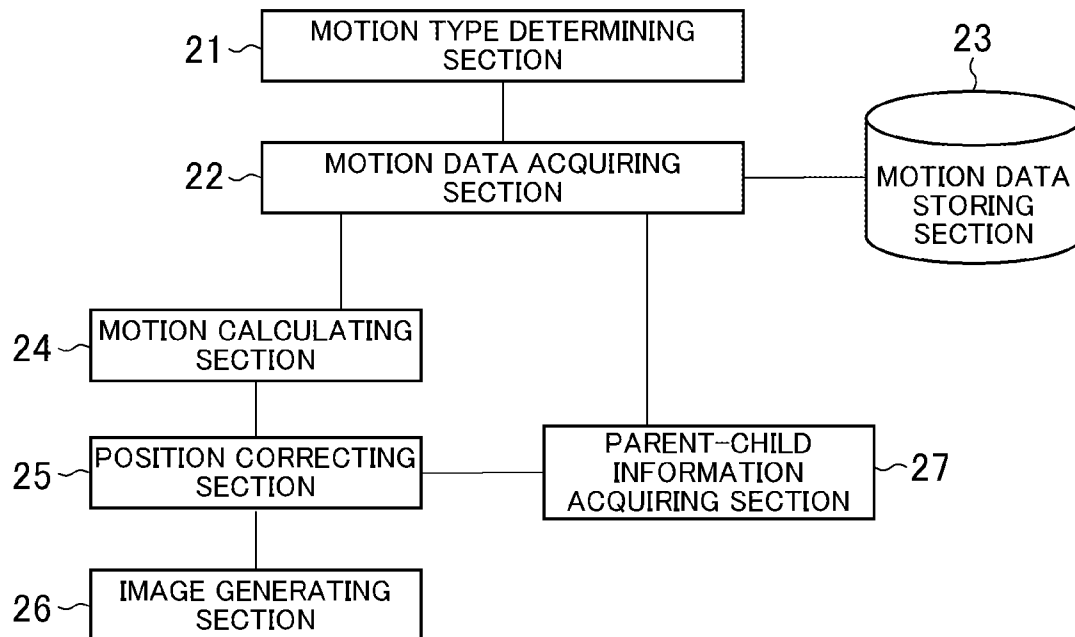 21
MOTION TYPE DETERMINING
SECTION
23
22
MOTION DATA ACQUIRING
SECTION
MOTION DATA
STORING
SECTION
24
MOTION CALCULATING
SECTION
25
POSITION CORRECTING
SECTION
PARENT-CHILD
INFORMATION
ACQUIRING SECTION
27
26
IMAGE GENERATING
SECTION